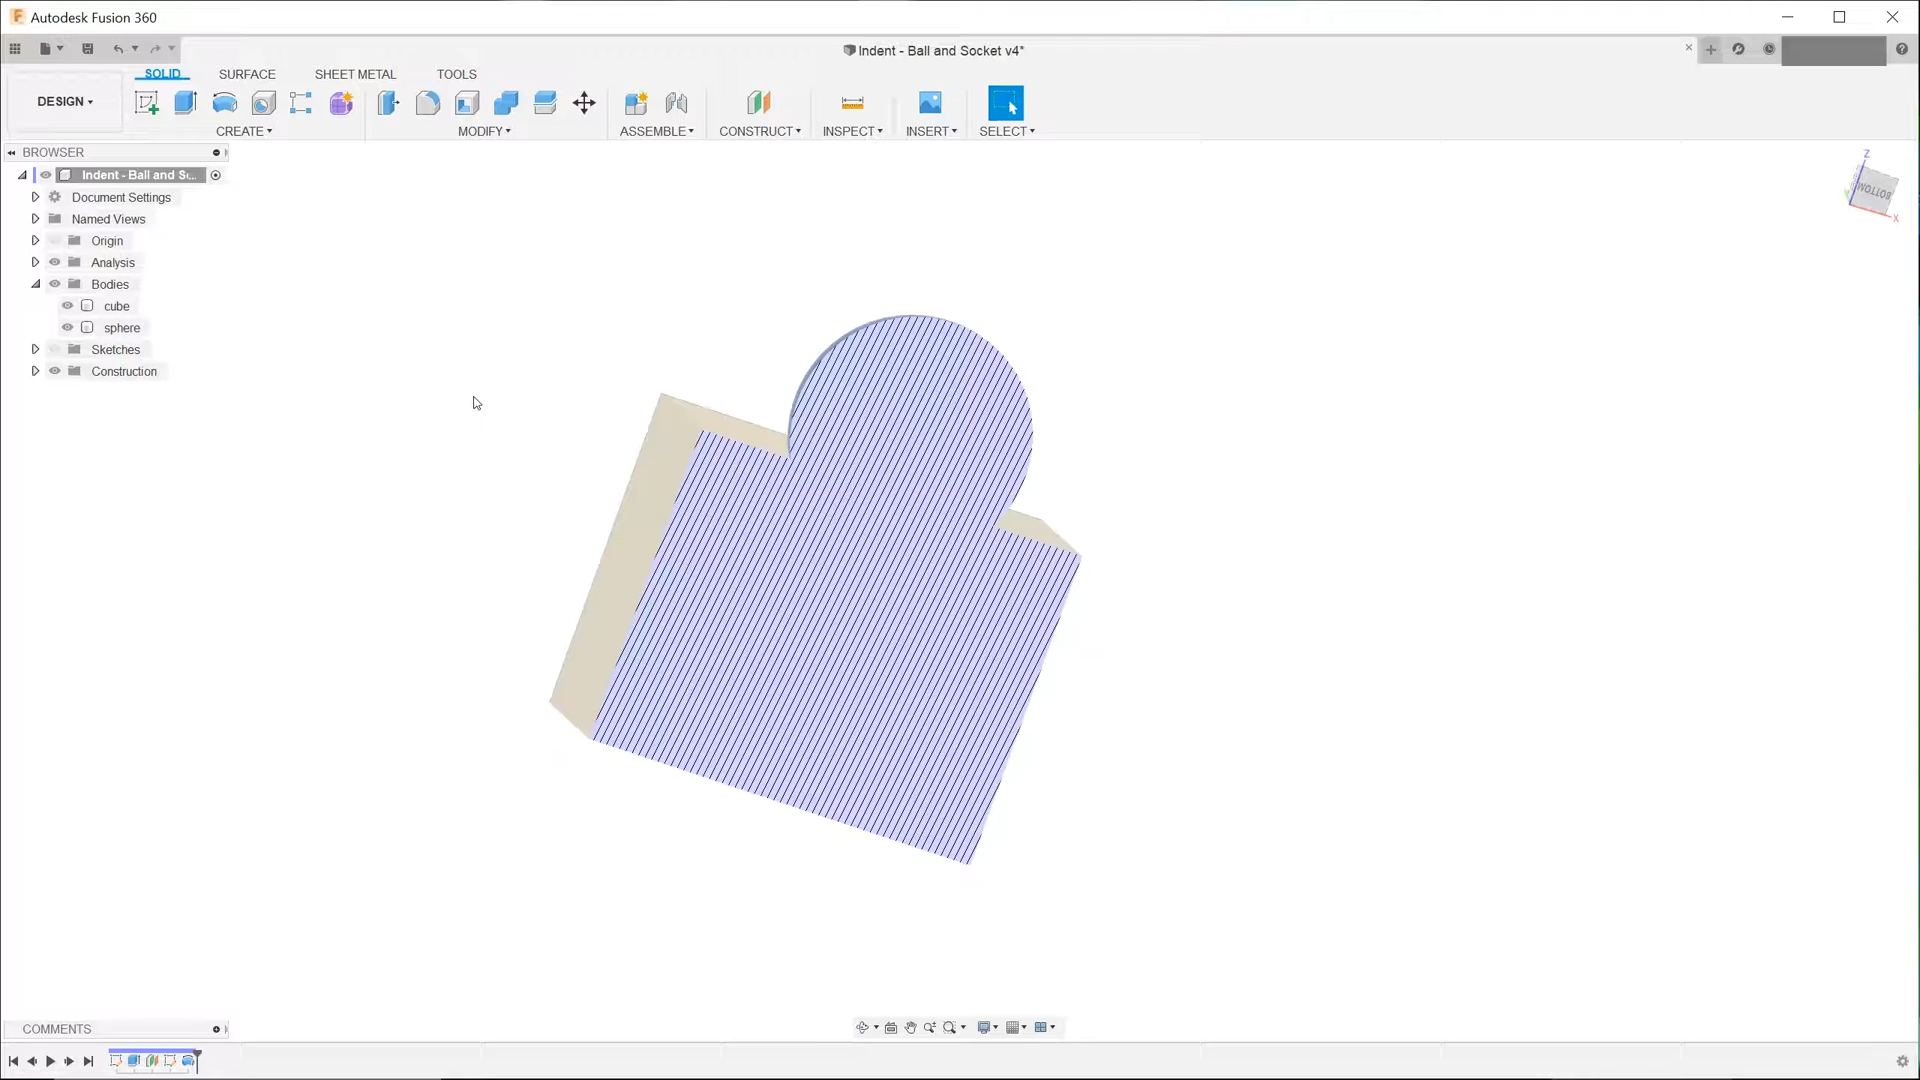 Autodesk Fusion 360
Indent - Ball and Socket v4*
SOLID SURFACE SHEET METAL TOOLS
DESIGN
CREATE MODIFY ASSEMBLE CONSTRUCT INSPECT INSERT SELECT
BROWSER
Indent - Ball and S...
Document Settings
Named Views
Origin
Analysis
Bodies
cube
sphere
Sketches
Construction
Z
BOTTOM
X
COMMENTS